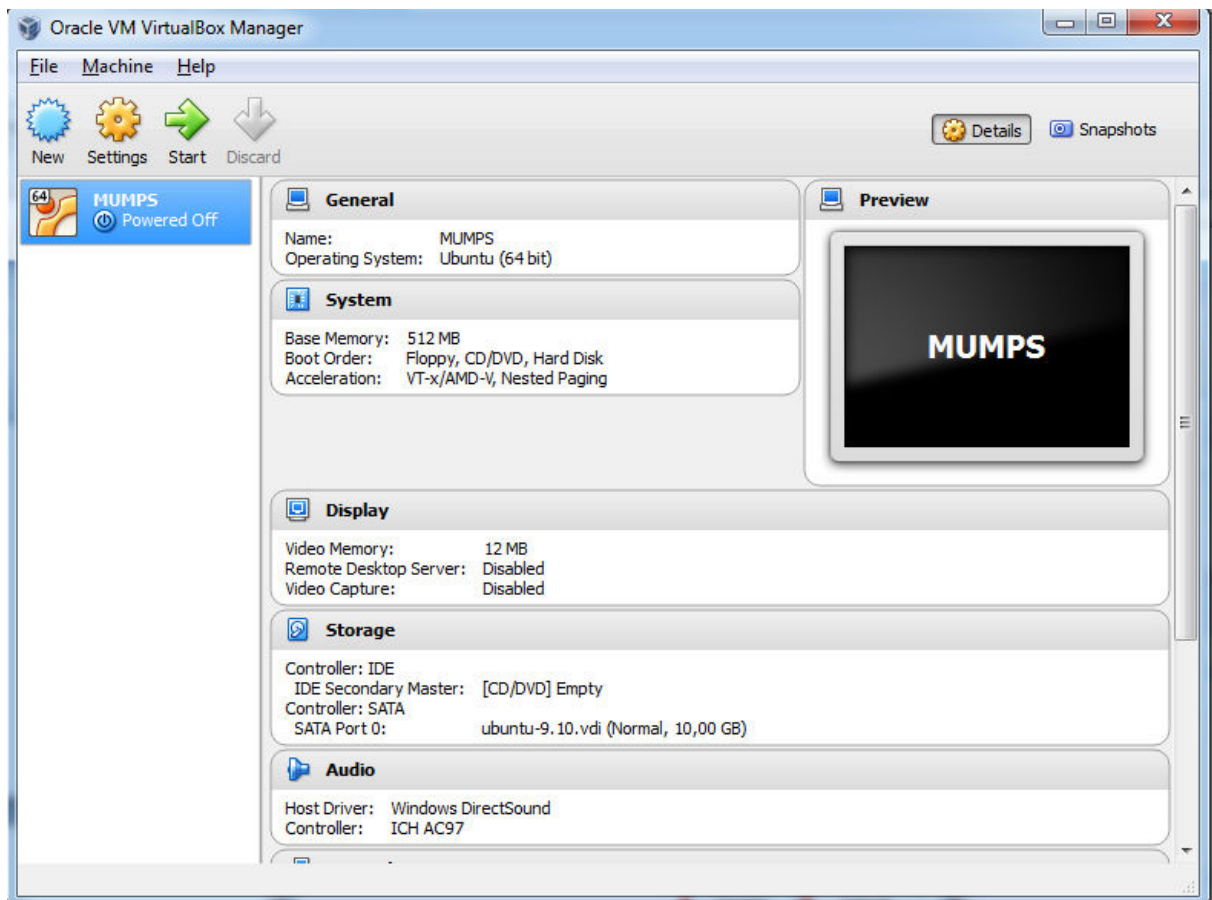 Oracle VM VirtualBox Manager
File Machine Help
New Settings Start Discard
Details Snapshots
64 MUMPS
Powered Off
General
Name: MUMPS
Operating System: Ubuntu (64 bit)
System
Base Memory: 512 MB
Boot Order: Floppy, CD/DVD, Hard Disk
Acceleration: VT-x/AMD-V, Nested Paging
Preview
MUMPS
Display
Video Memory: 12 MB
Remote Desktop Server: Disabled
Video Capture: Disabled
Storage
Controller: IDE
IDE Secondary Master: [CD/DVD] Empty
Controller: SATA
SATA Port 0: ubuntu-9.10.vdi (Normal, 10,00 GB)
Audio
Host Driver: Windows DirectSound
Controller: ICH AC97